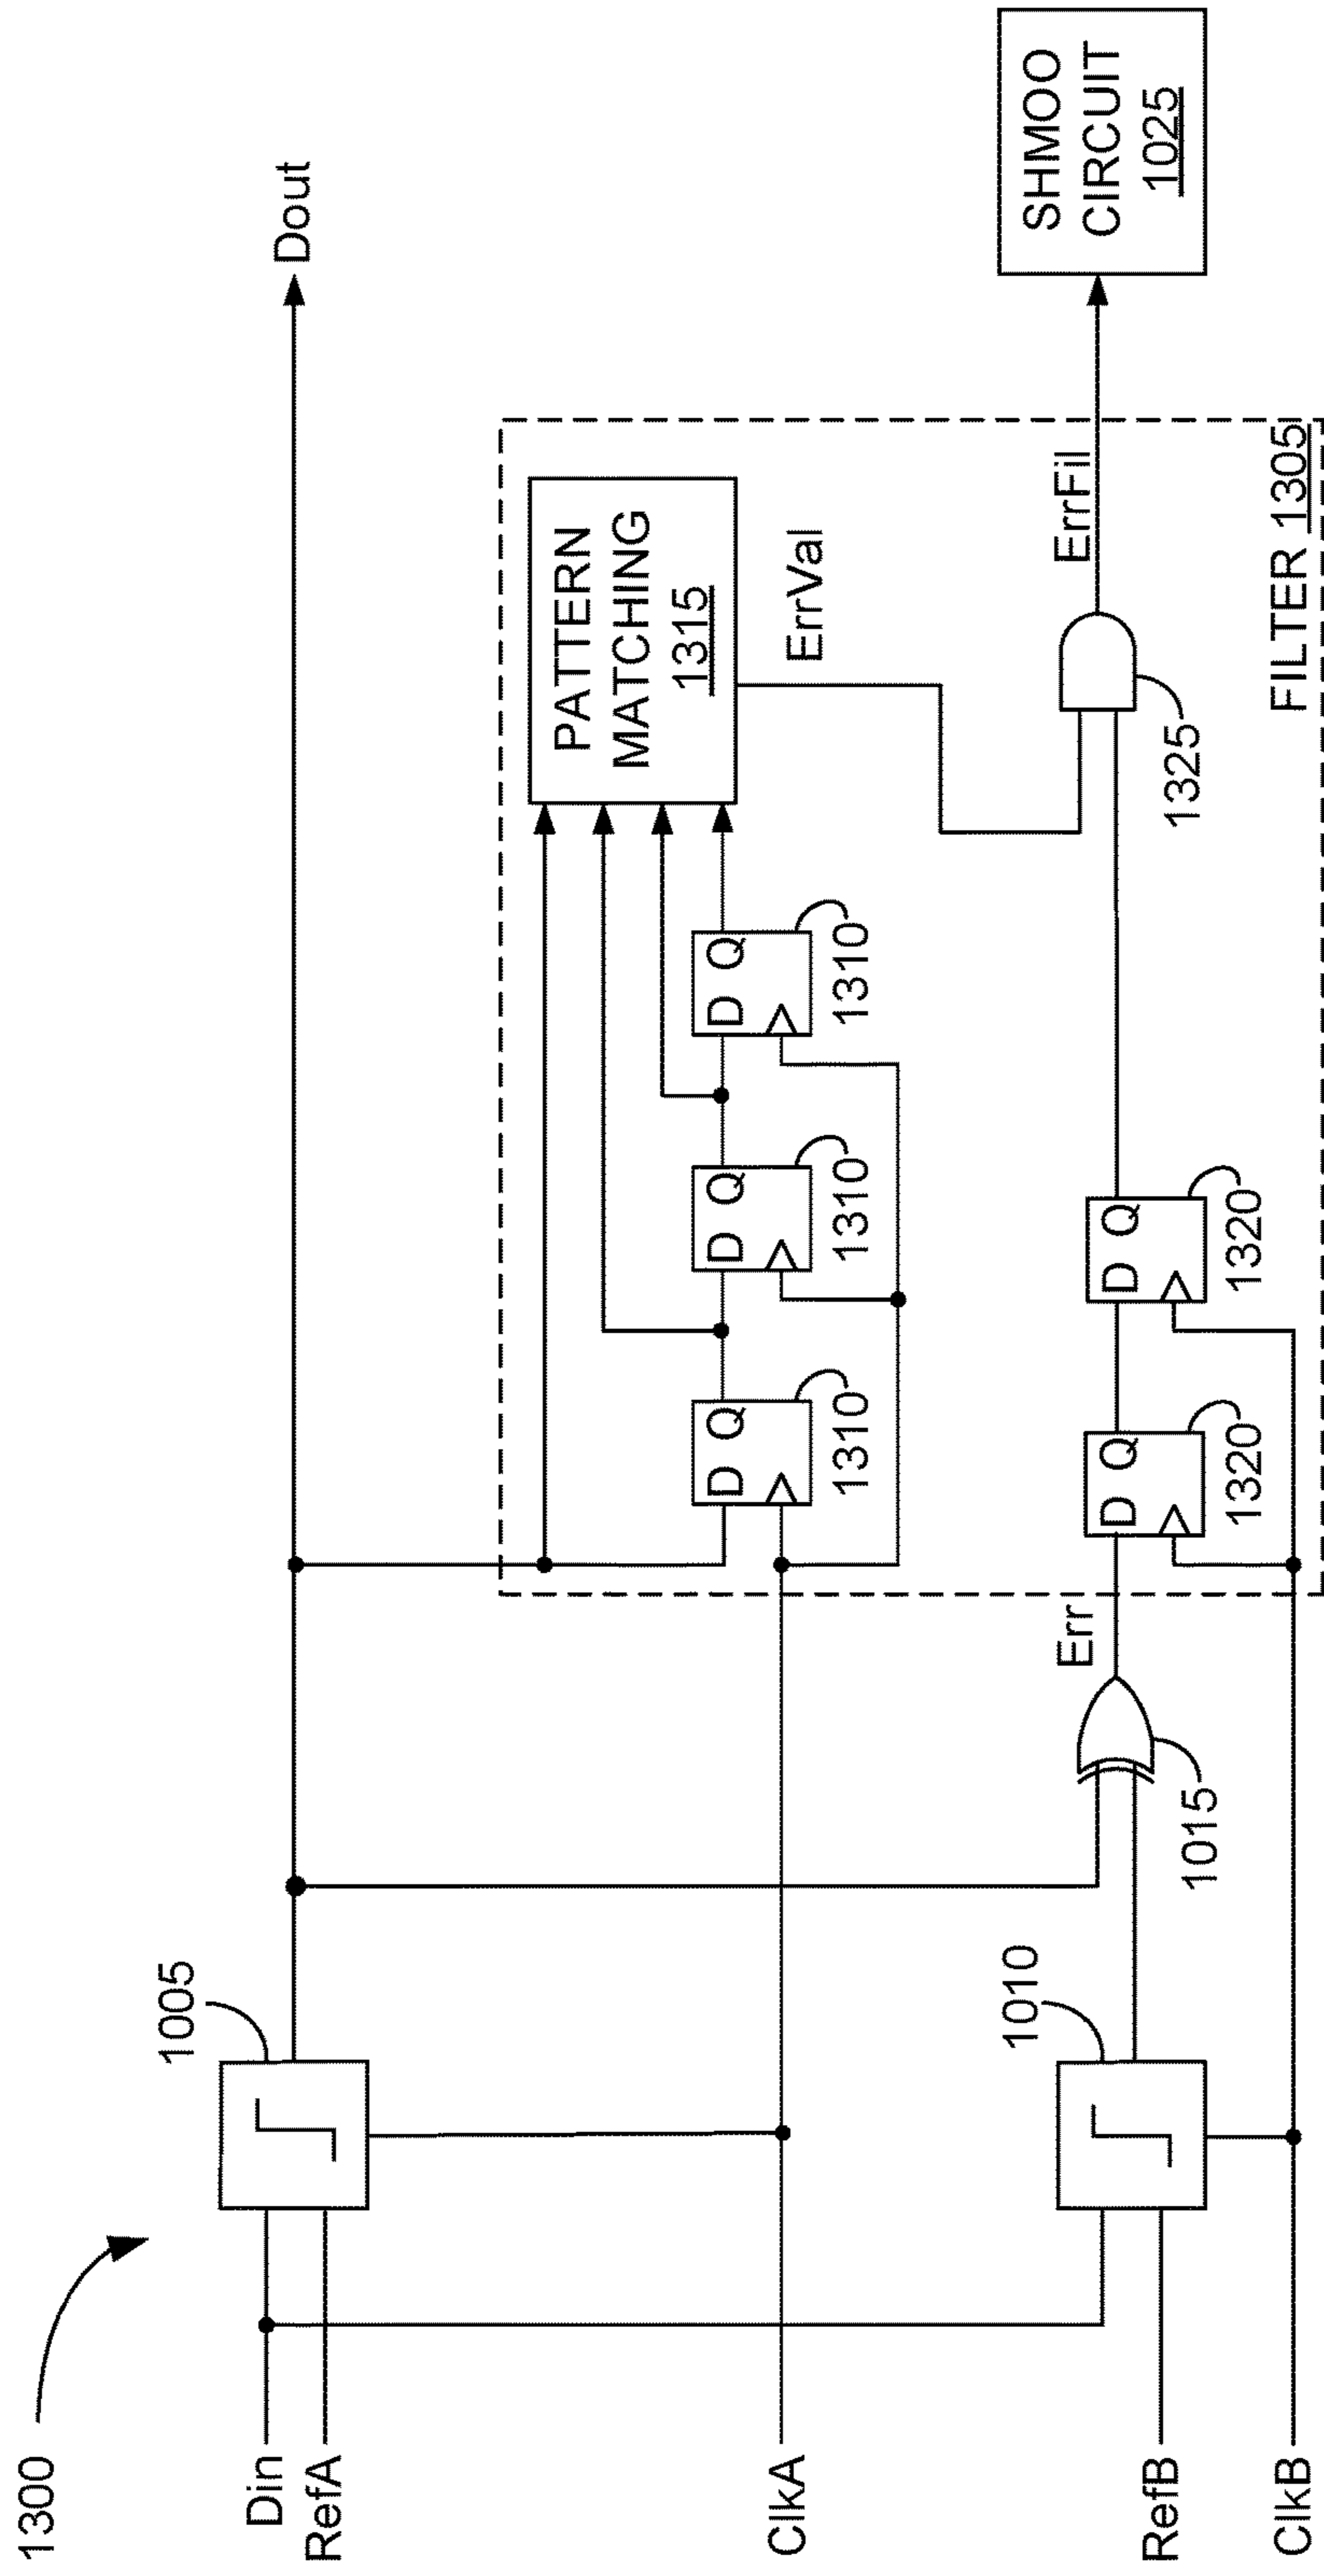 1300
Din
RefA
ClkA
RefB
ClkB
1005
1010
1015
Err
Dout
D Q
1310
D Q
1310
D Q
1310
PATTERN
MATCHING
1315
ErrVal
D Q
1320
D Q
1320
1325
ErrFil
FILTER 1305
SHMOO
CIRCUIT
1025